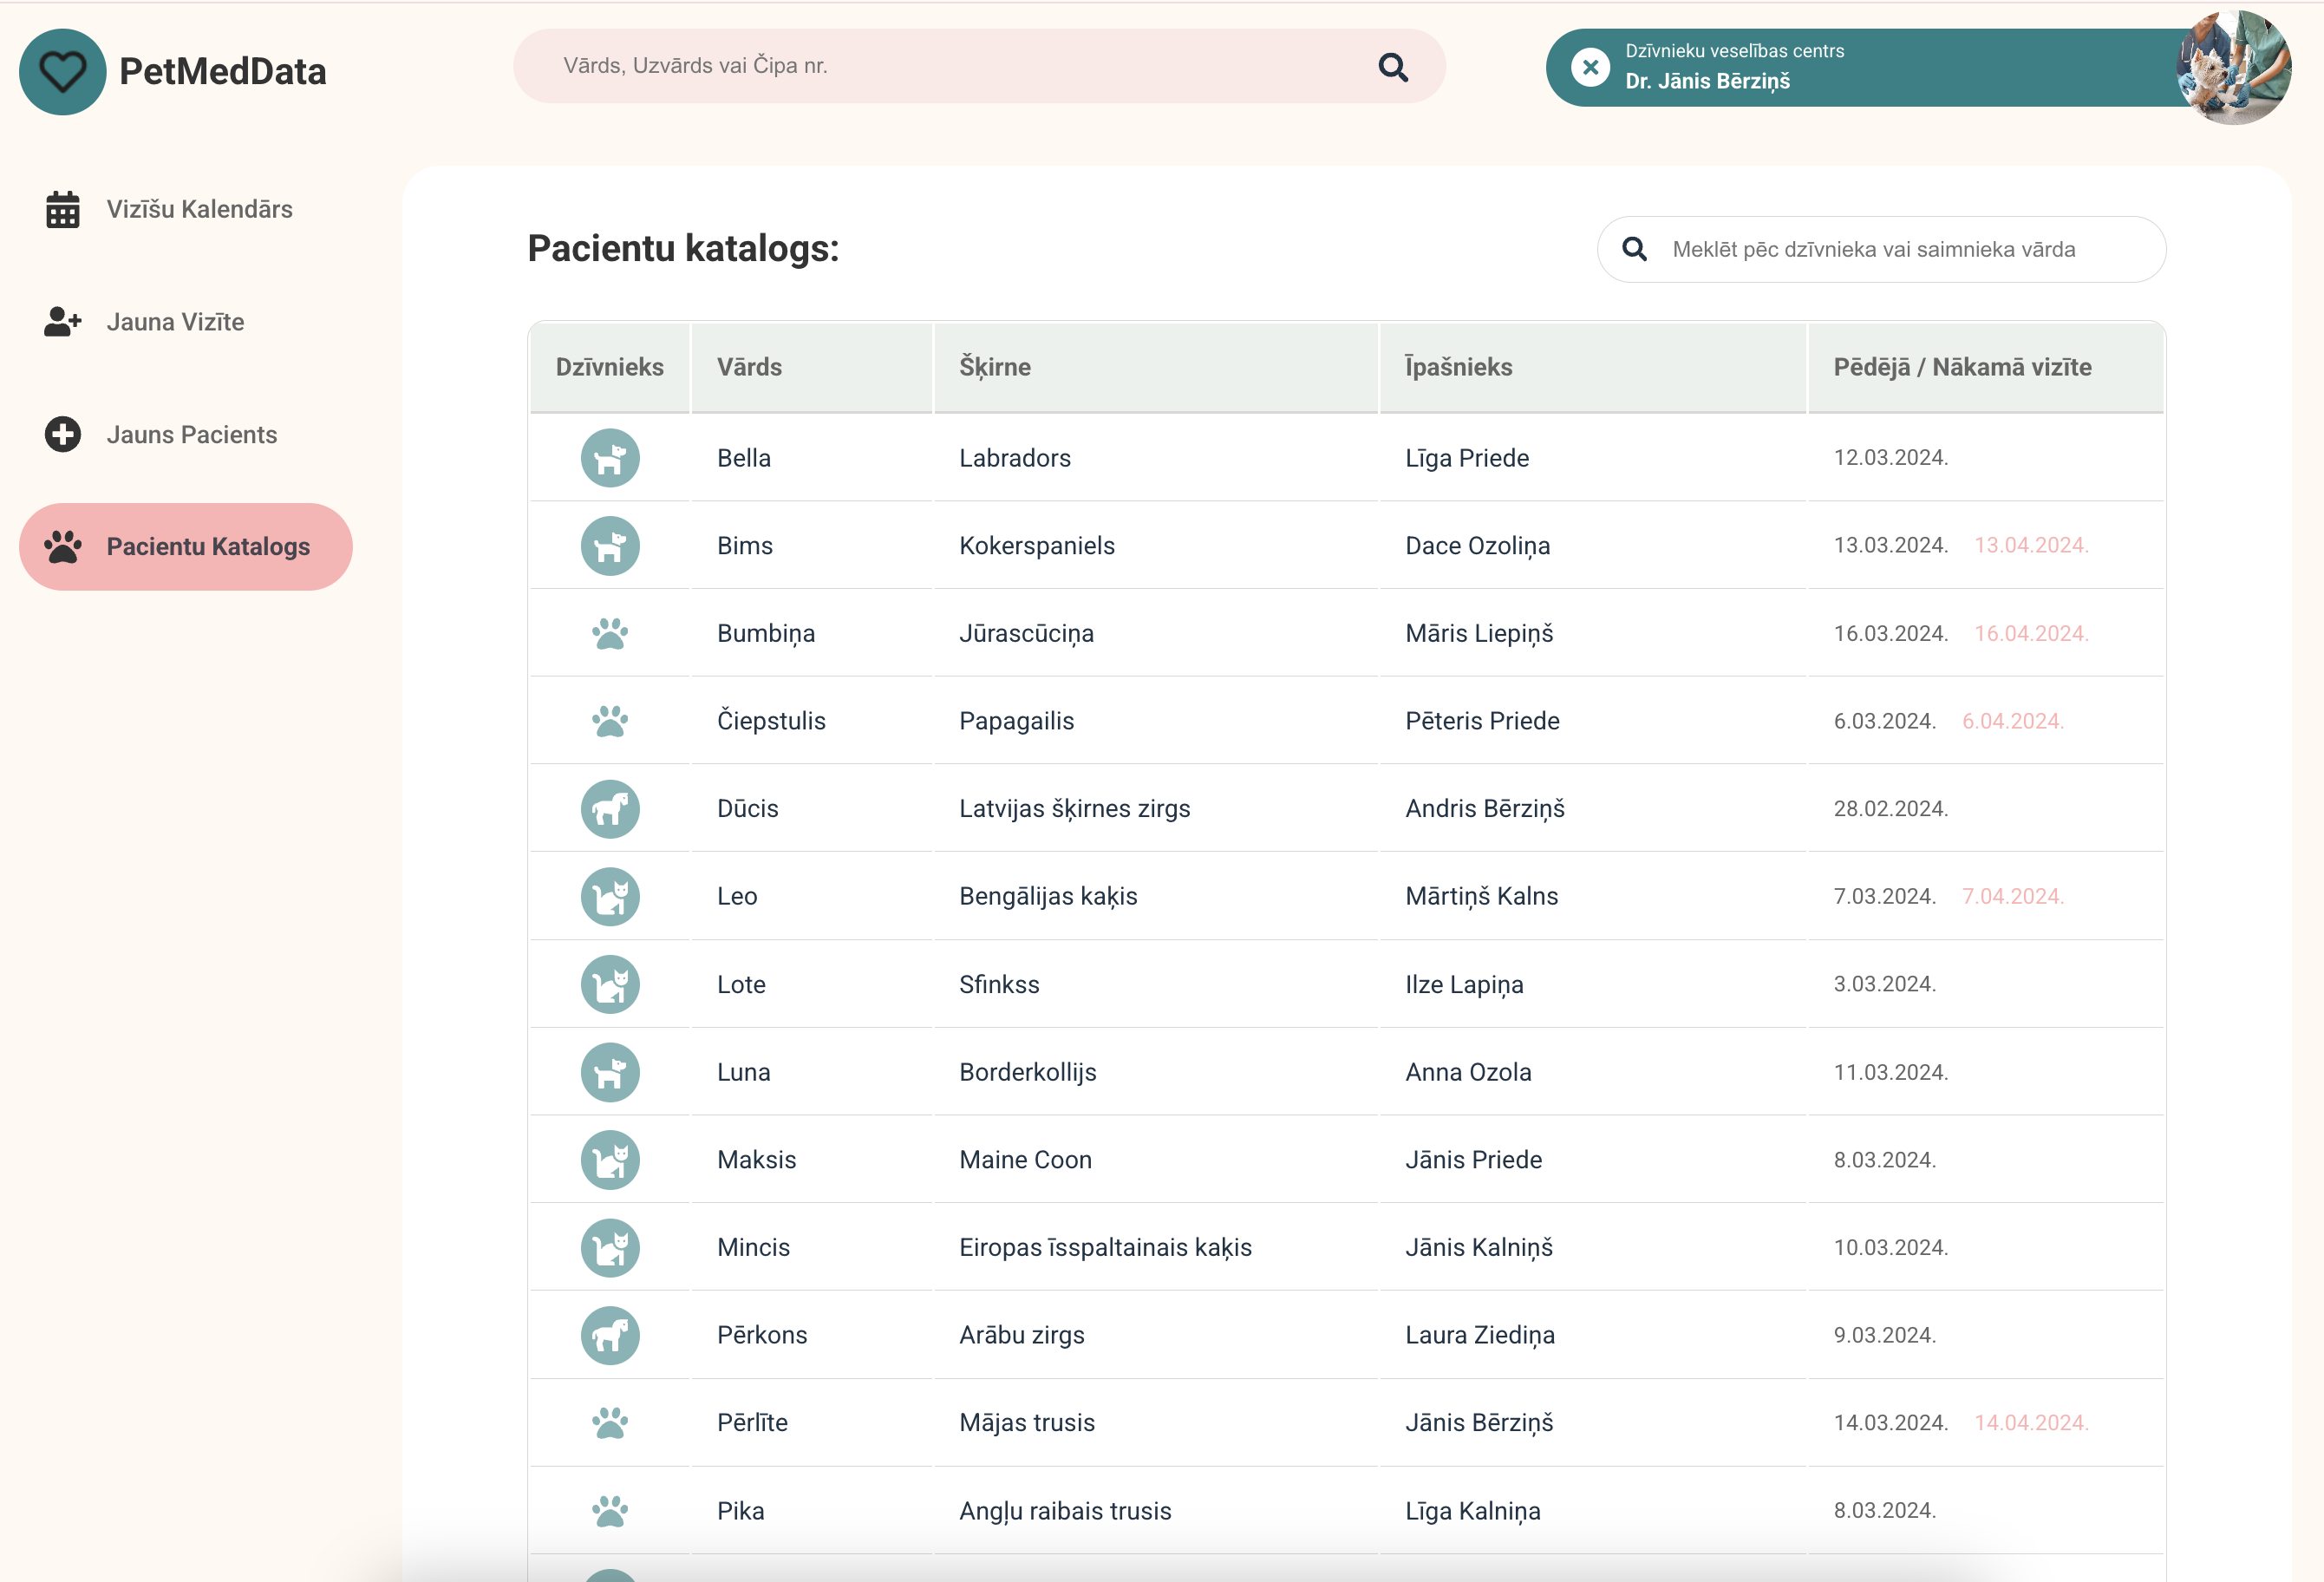 PetMedData
Vārds, Uzvārds vai Čipa nr.
Dzīvnieku veselības centrs
Dr. Jānis Bērziņš
Vizīšu Kalendārs
Jauna Vizīte
Jauns Pacients
Pacientu Katalogs
Pacientu katalogs:
Meklēt pēc dzīvnieka vai saimnieka vārda
Dzīvnieks Vārds Šķirne Īpašnieks Pēdējā / Nākamā vizīte
Bella Labradors Līga Priede 12.03.2024.
Bims Kokerspaniels Dace Ozoliņa 13.03.2024. 13.04.2024.
Bumbiņa Jūrascūciņa Māris Liepiņš 16.03.2024. 16.04.2024.
Čiepstulis Papagailis Pēteris Priede 6.03.2024. 6.04.2024.
Dūcis Latvijas šķirnes zirgs Andris Bērziņš 28.02.2024.
Leo Bengālijas kaķis Mārtiņš Kalns 7.03.2024. 7.04.2024.
Lote Sfinkss Ilze Lapiņa 3.03.2024.
Luna Borderkollijs Anna Ozola 11.03.2024.
Maksis Maine Coon Jānis Priede 8.03.2024.
Mincis Eiropas īsspaltainais kaķis Jānis Kalniņš 10.03.2024.
Pērkons Arābu zirgs Laura Ziediņa 9.03.2024.
Pērlīte Mājas trusis Jānis Bērziņš 14.03.2024. 14.04.2024.
Pika Angļu raibais trusis Līga Kalniņa 8.03.2024.